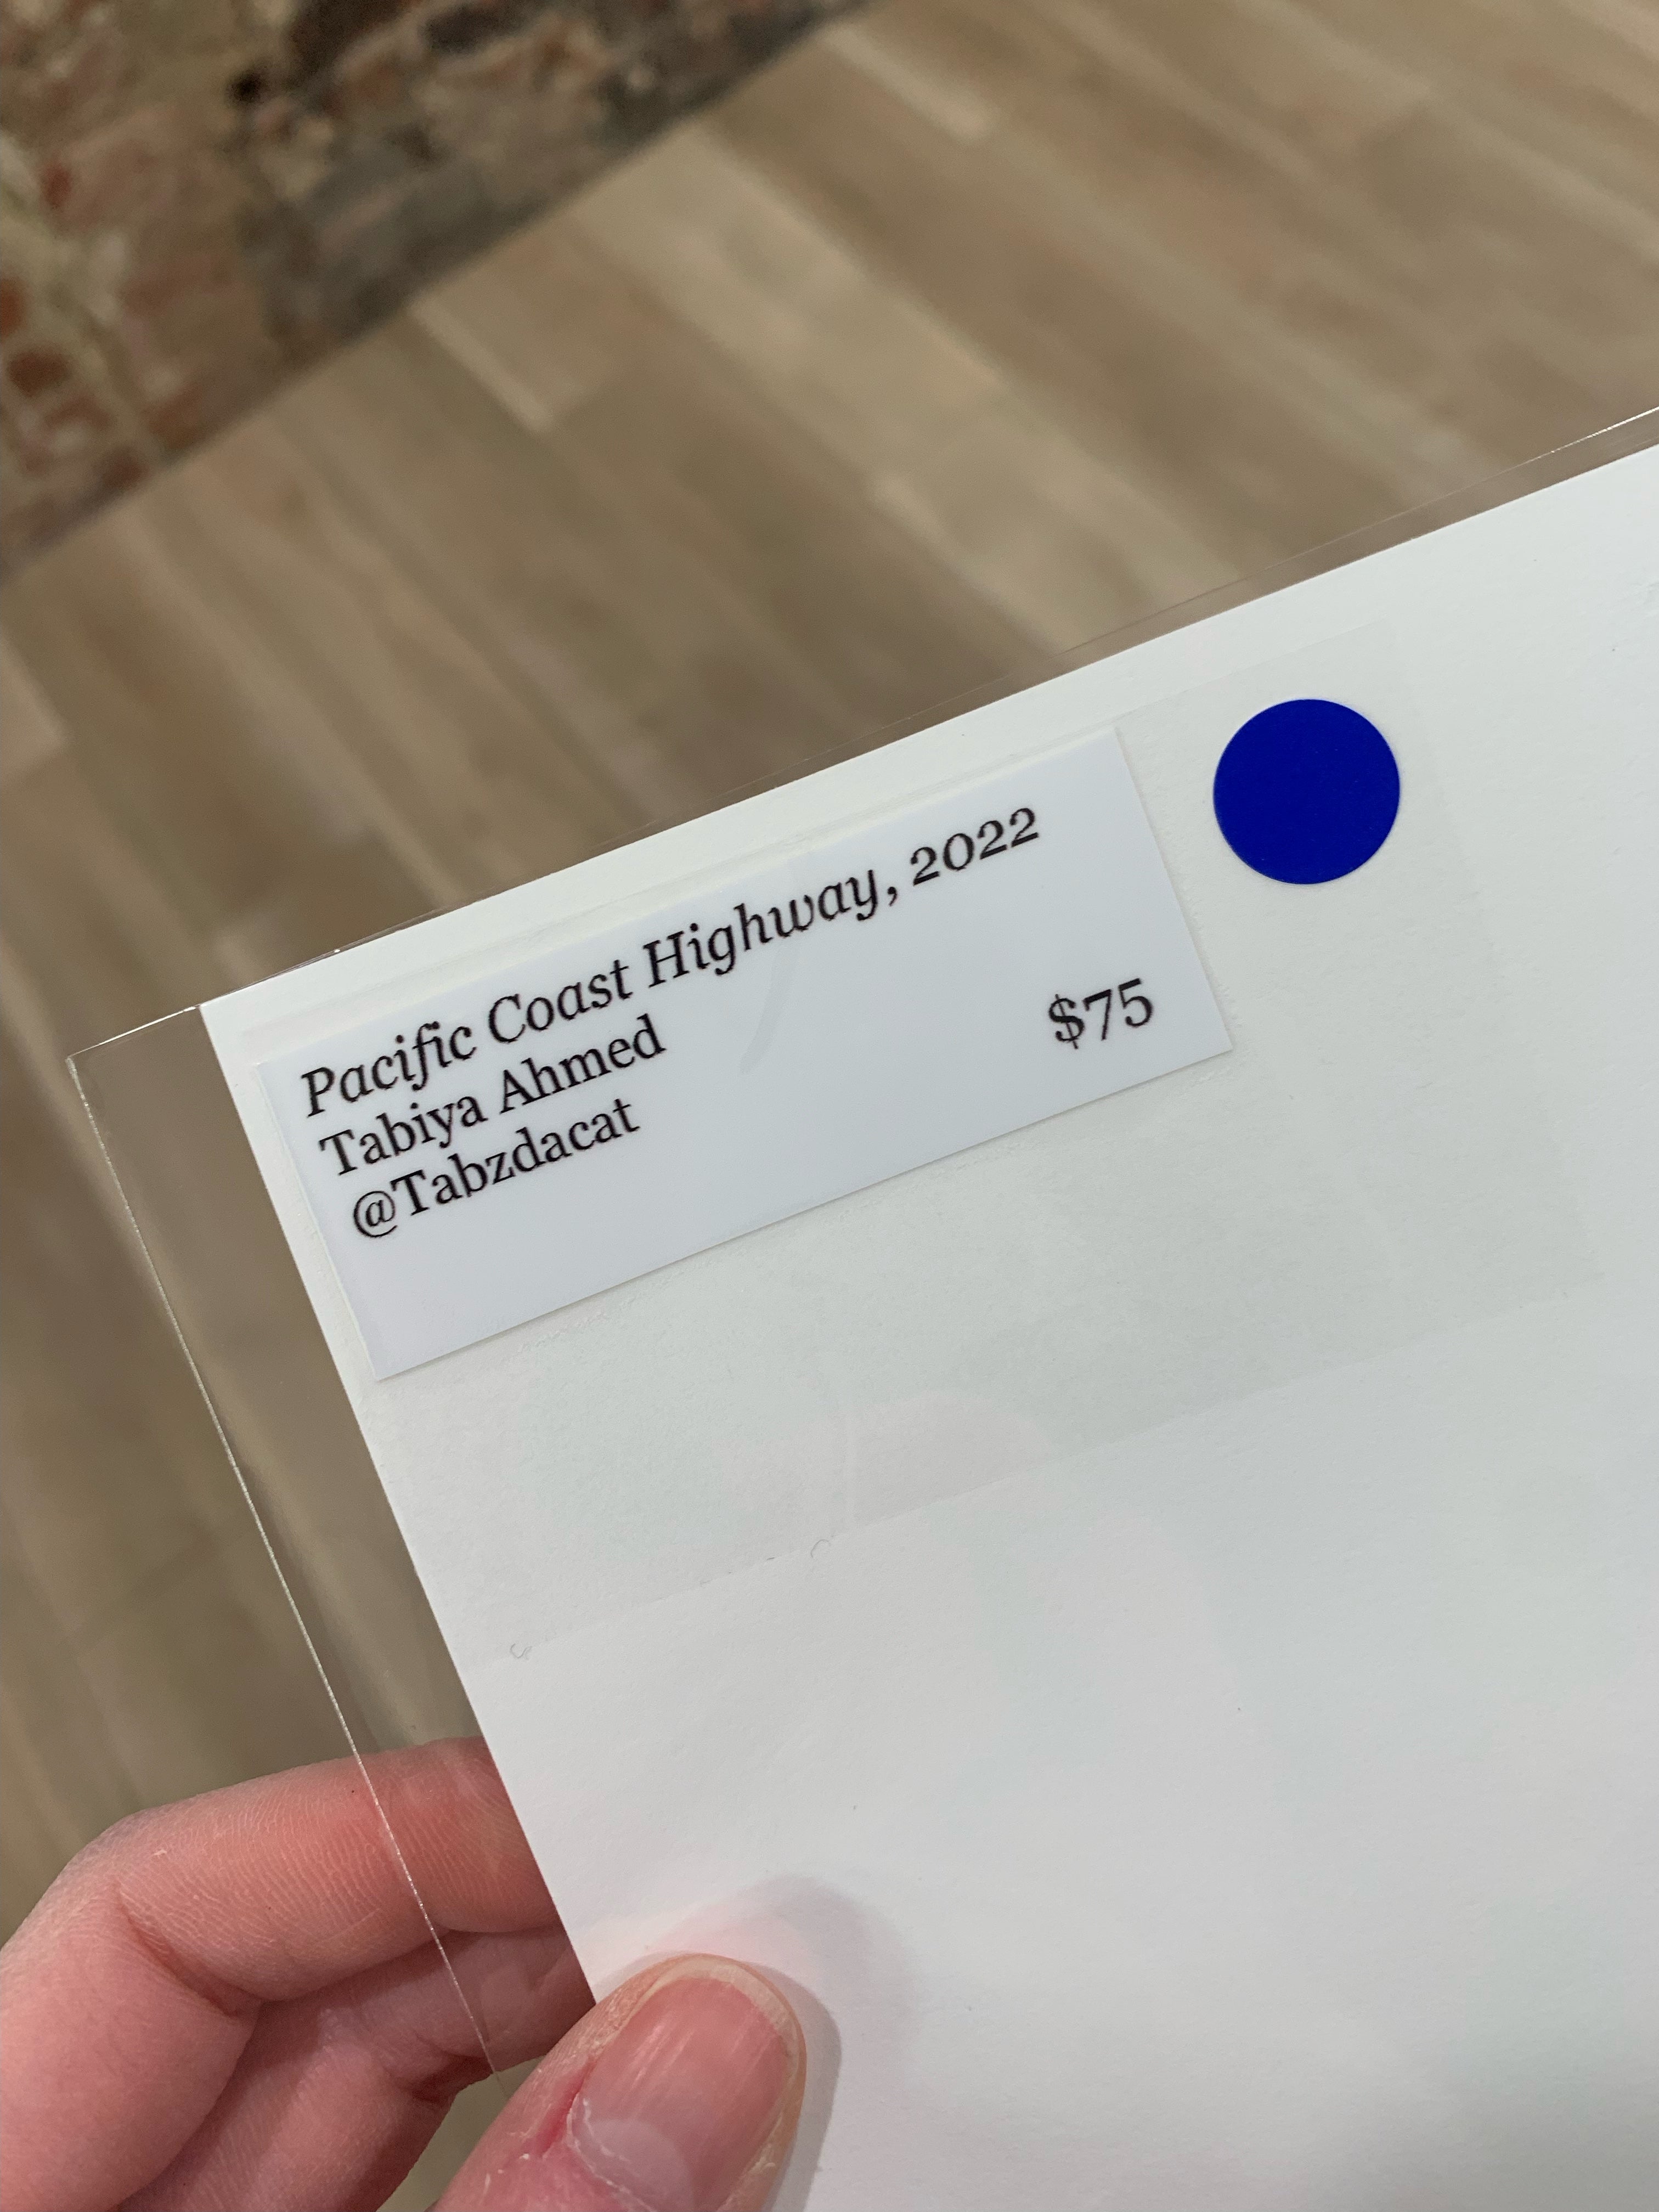 Pacific Coast Highway, 2022
Tabiya Ahmed
$75
@Tabzdacat